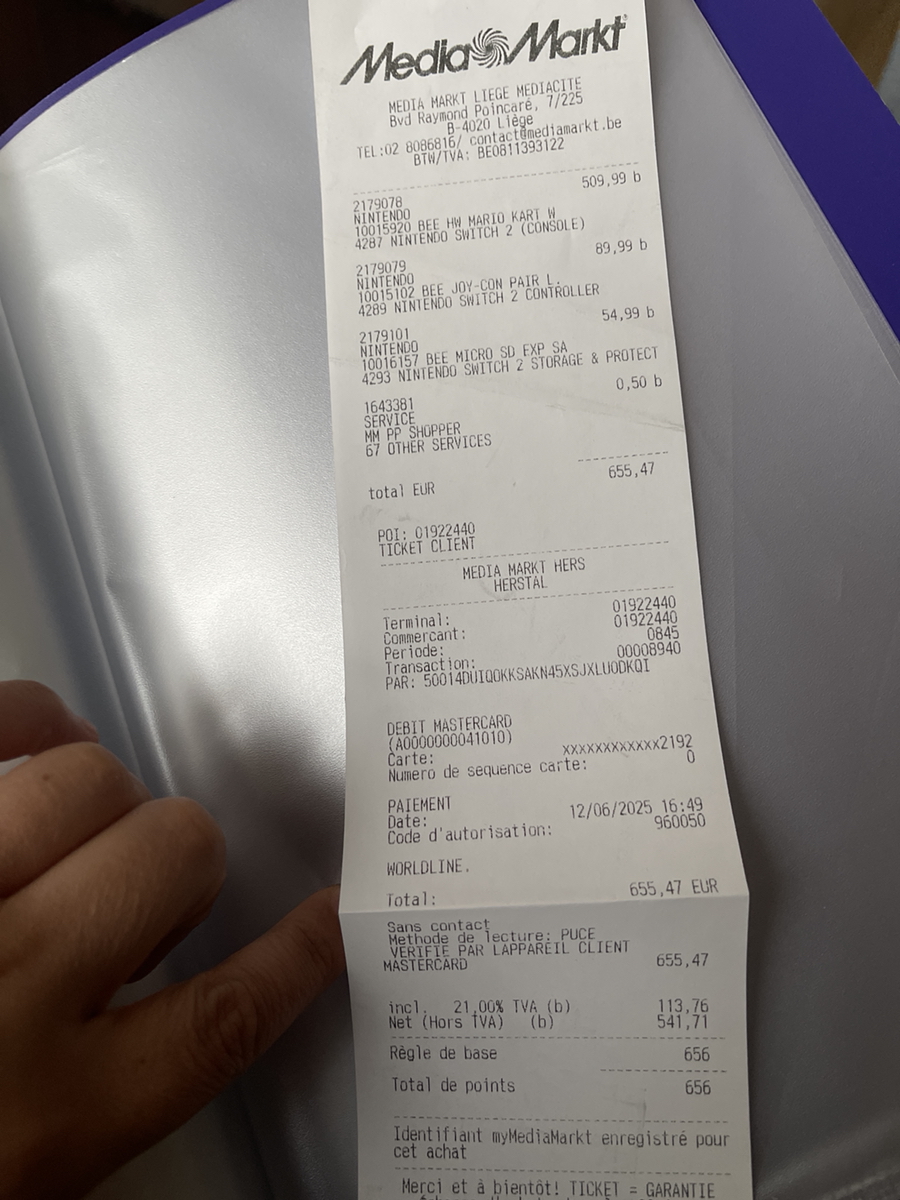 MediaMarkt
MEDIA MARKT LIEGE MEDIACITE
Bvd Raymond Poincaré, 7/225
B-4020 Liège
TEL:02 8086816/ contact@mediamarkt.be
BTW/TVA: BE0811393122
509,99 b
2179078
NINTENDO
10015920 BEE HW MARIO KART W
4287 NINTENDO SWITCH 2 (CONSOLE)
89,99 b
2179079
NINTENDO
10015102 BEE JOY-CON PAIR L.
4289 NINTENDO SWITCH 2 CONTROLLER
54,99 b
2179101
NINTENDO
10016157 BEE MICRO SD EXP SA
4293 NINTENDO SWITCH 2 STORAGE & PROTECT
0,50 b
1643381
SERVICE
MM PP SHOPPER
67 OTHER SERVICES
655,47
total EUR
POI: 01922440
TICKET CLIENT
MEDIA MARKT HERS
HERSTAL
Terminal: 01922440
Commercant: 01922440
Periode: 0845
Transaction: 00008940
PAR: 50014DUIQOKKSAKN45XSJXLUODKQI
DEBIT MASTERCARD
(A0000000041010)
Carte: xxxxxxxxxxxx2192
Numero de sequence carte: 0
PAIEMENT
Date: 12/06/2025 16:49
Code d'autorisation: 960050
WORLDLINE.
Total: 655,47 EUR
Sans contact
Methode de lecture: PUCE
VERIFIE PAR LAPPAREIL CLIENT
MASTERCARD 655,47
incl. 21,00% TVA (b) 113,76
Net (Hors TVA) (b) 541,71
Règle de base 656
Total de points 656
Identifiant myMediaMarkt enregistré pour
cet achat
Merci et à bientôt! TICKET = GARANTIE